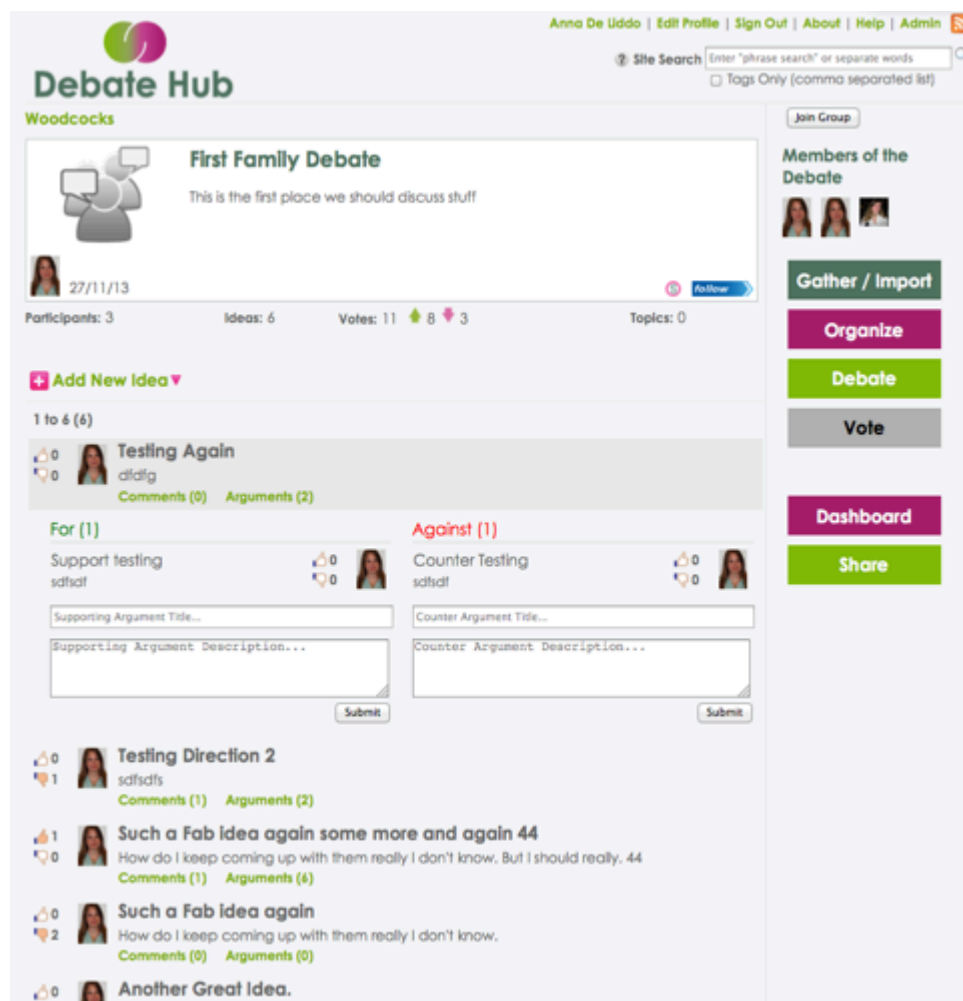 Anna De Liddo | Edit Profile | Sign Out | About | Help | Admin
Debate Hub
Site Search Enter "phrase search" or separate words
Tags Only (comma separated list)
Woodcocks
First Family Debate
This is the first place we should discuss stuff
27/11/13
follow
Participants: 3 Ideas: 6 Votes: 11 8 3 Topics: 0
Add New Idea
1 to 6 (6)
0 Testing Again
0 dfdfg
Comments (0) Arguments (2)
For (1) Against (1)
Support testing 0 Counter Testing 0
sdfsdf 0 sdfsdf 0
Supporting Argument Title... Counter Argument Title...
Supporting Argument Description... Counter Argument Description...
Submit Submit
0 Testing Direction 2
1 sdfsdfs
Comments (1) Arguments (2)
1 Such a Fab idea again some more and again 44
0 How do I keep coming up with them really I don't know. But I should really. 44
Comments (1) Arguments (6)
0 Such a Fab idea again
2 How do I keep coming up with them really I don't know.
Comments (0) Arguments (0)
0 Another Great Idea.
Join Group
Members of the
Debate
Gather / Import
Organize
Debate
Vote
Dashboard
Share